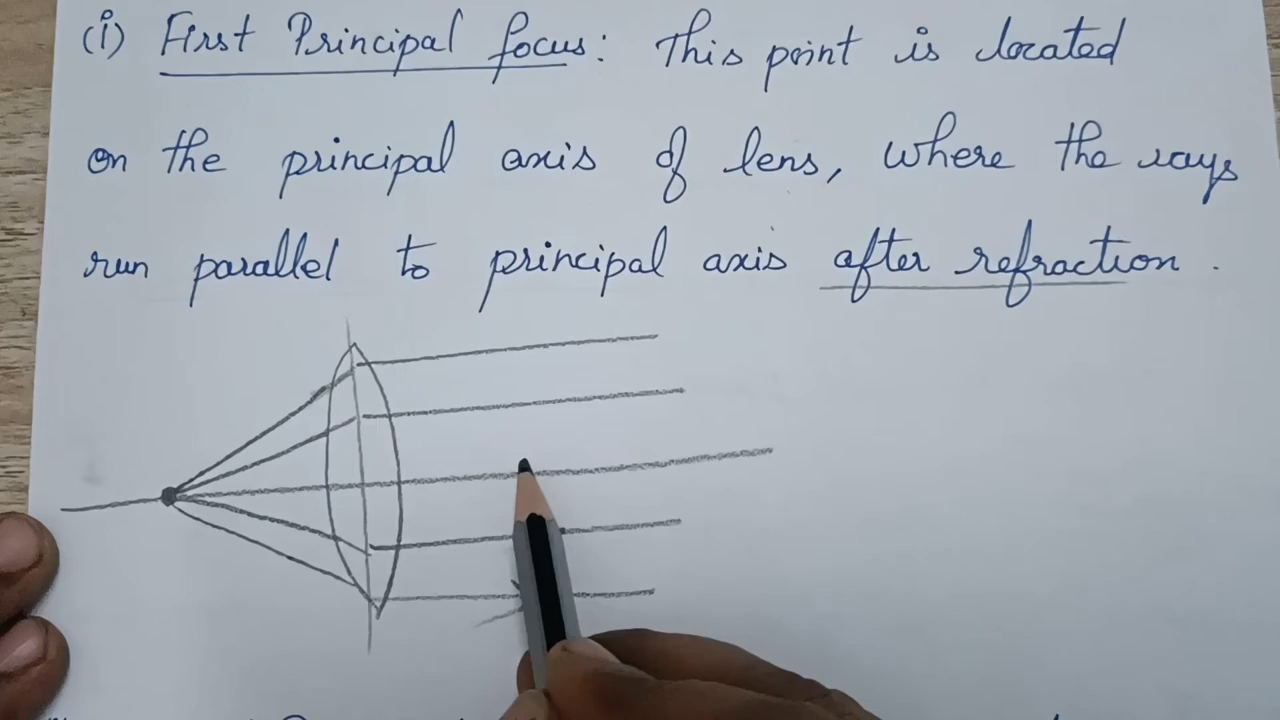 (i) First Principal focus: This point is located
on the principal axis of lens, where the rays
run parallel to principal axis after refraction.